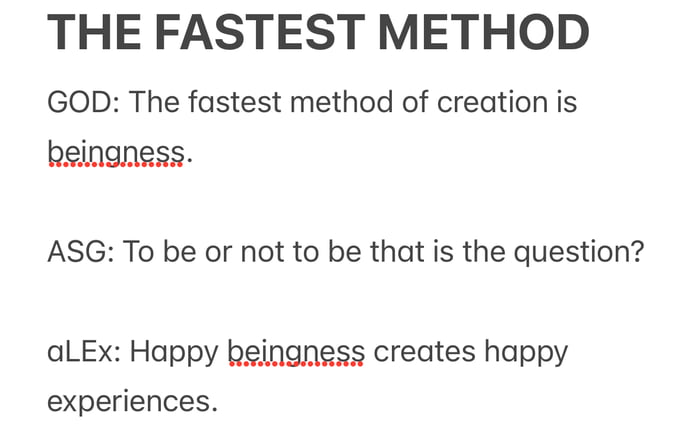 THE FASTEST METHOD
GOD: The fastest method of creation is
beingness.
ASG: To be or not to be that is the question?
aLEx: Happy beingness creates happy
experiences.